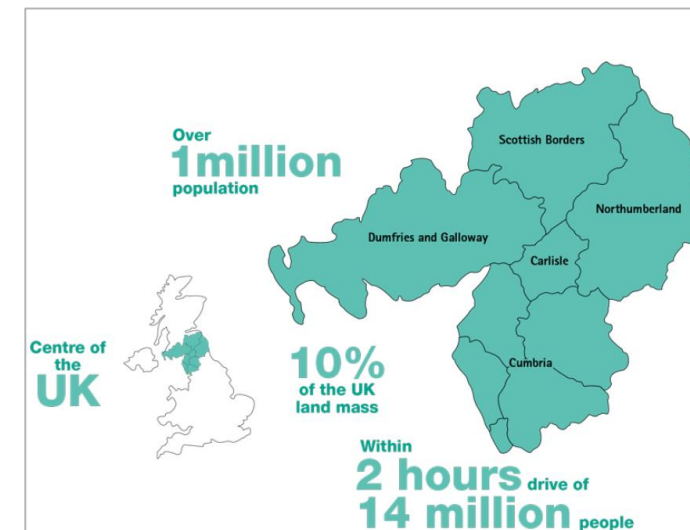 Over
1million
population
Scottish Borders
Northumberland
Dumfries and Galloway
Carlisle
Centre of
the
UK
10%
of the UK
land mass
Cumbria
Within
2 hours drive of
14 million people